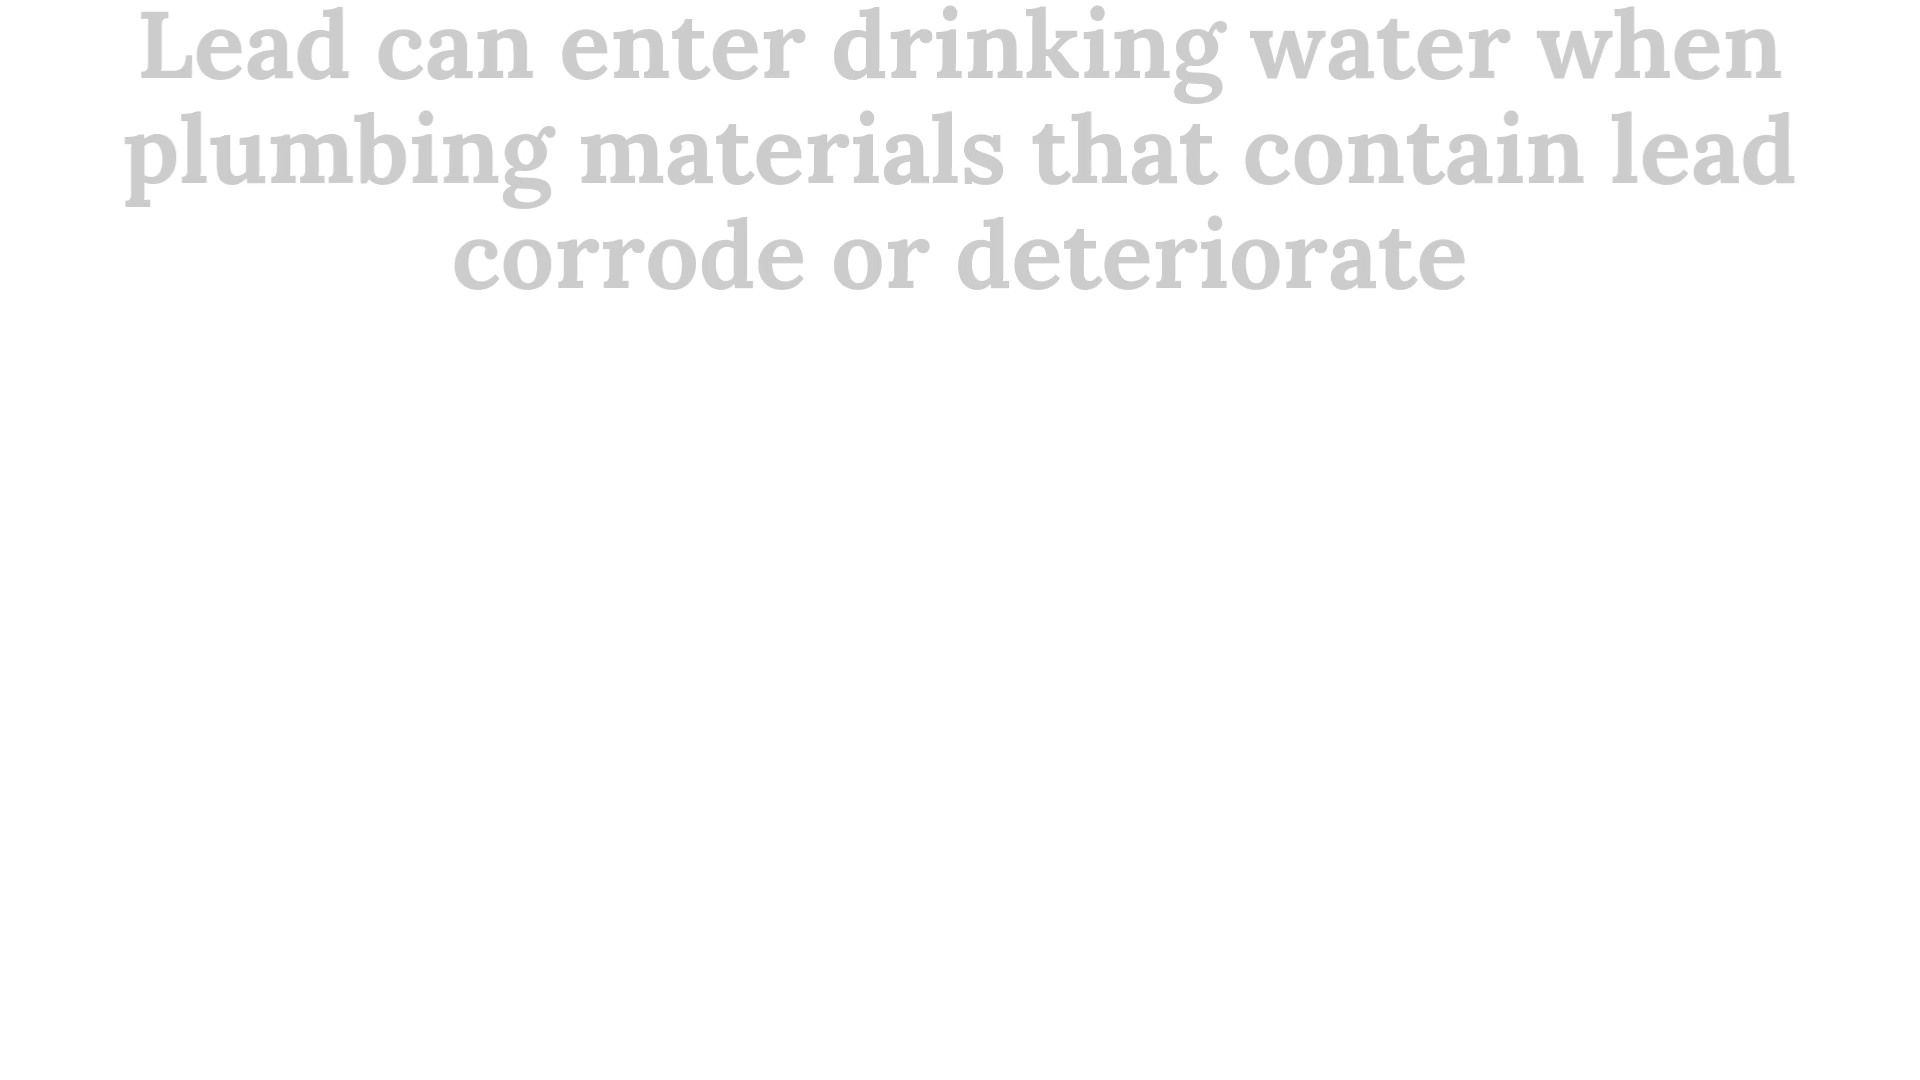 Lead can enter drinking water when
plumbing materials that contain lead
corrode or deteriorate